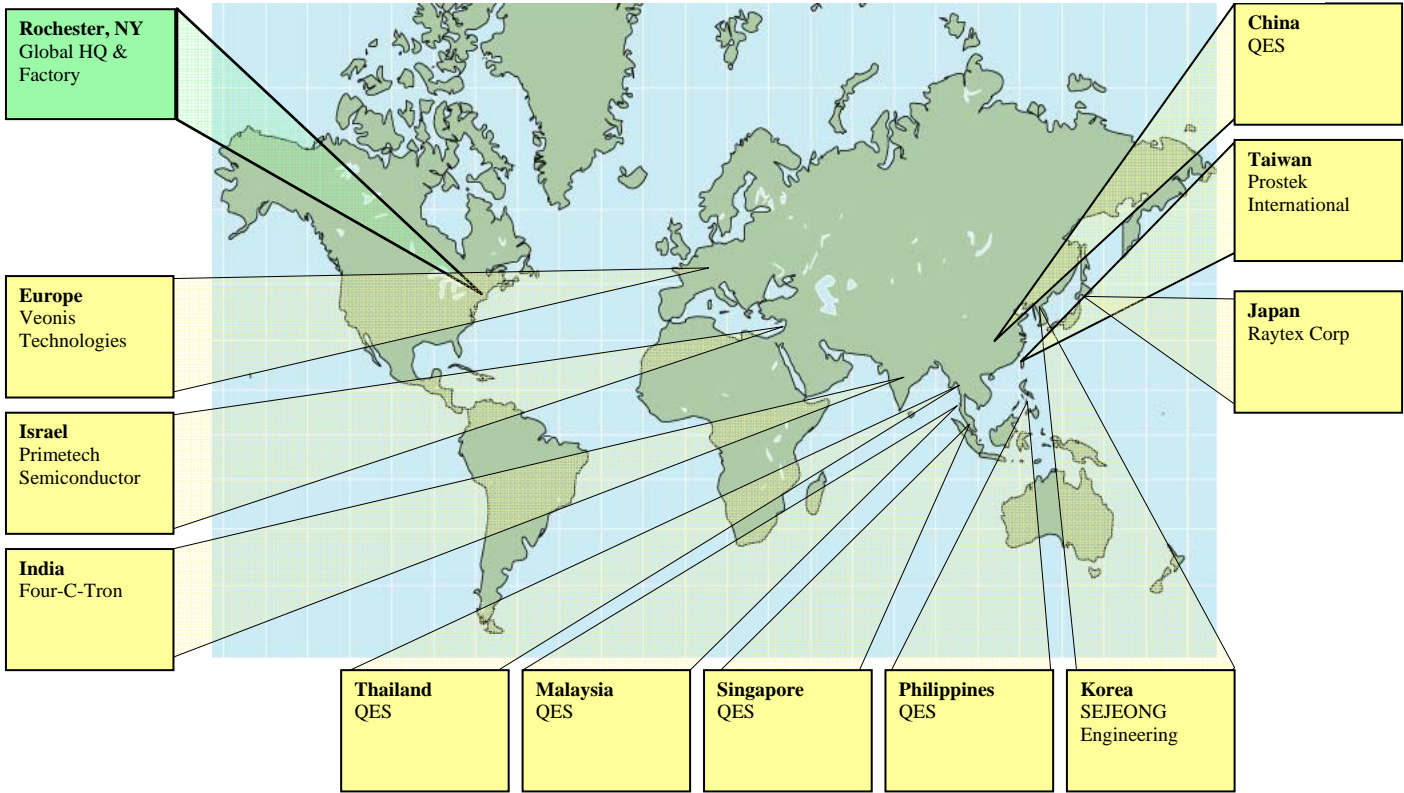 Rochester, NY
Global HQ &
Factory
China
QES
Taiwan
Prostek
International
Europe
Veonis
Technologies
Japan
Raytex Corp
Israel
Primetech
Semiconductor
India
Four-C-Tron
Thailand
QES
Malaysia
QES
Singapore
QES
Philippines
QES
Korea
SEJEONG
Engineering